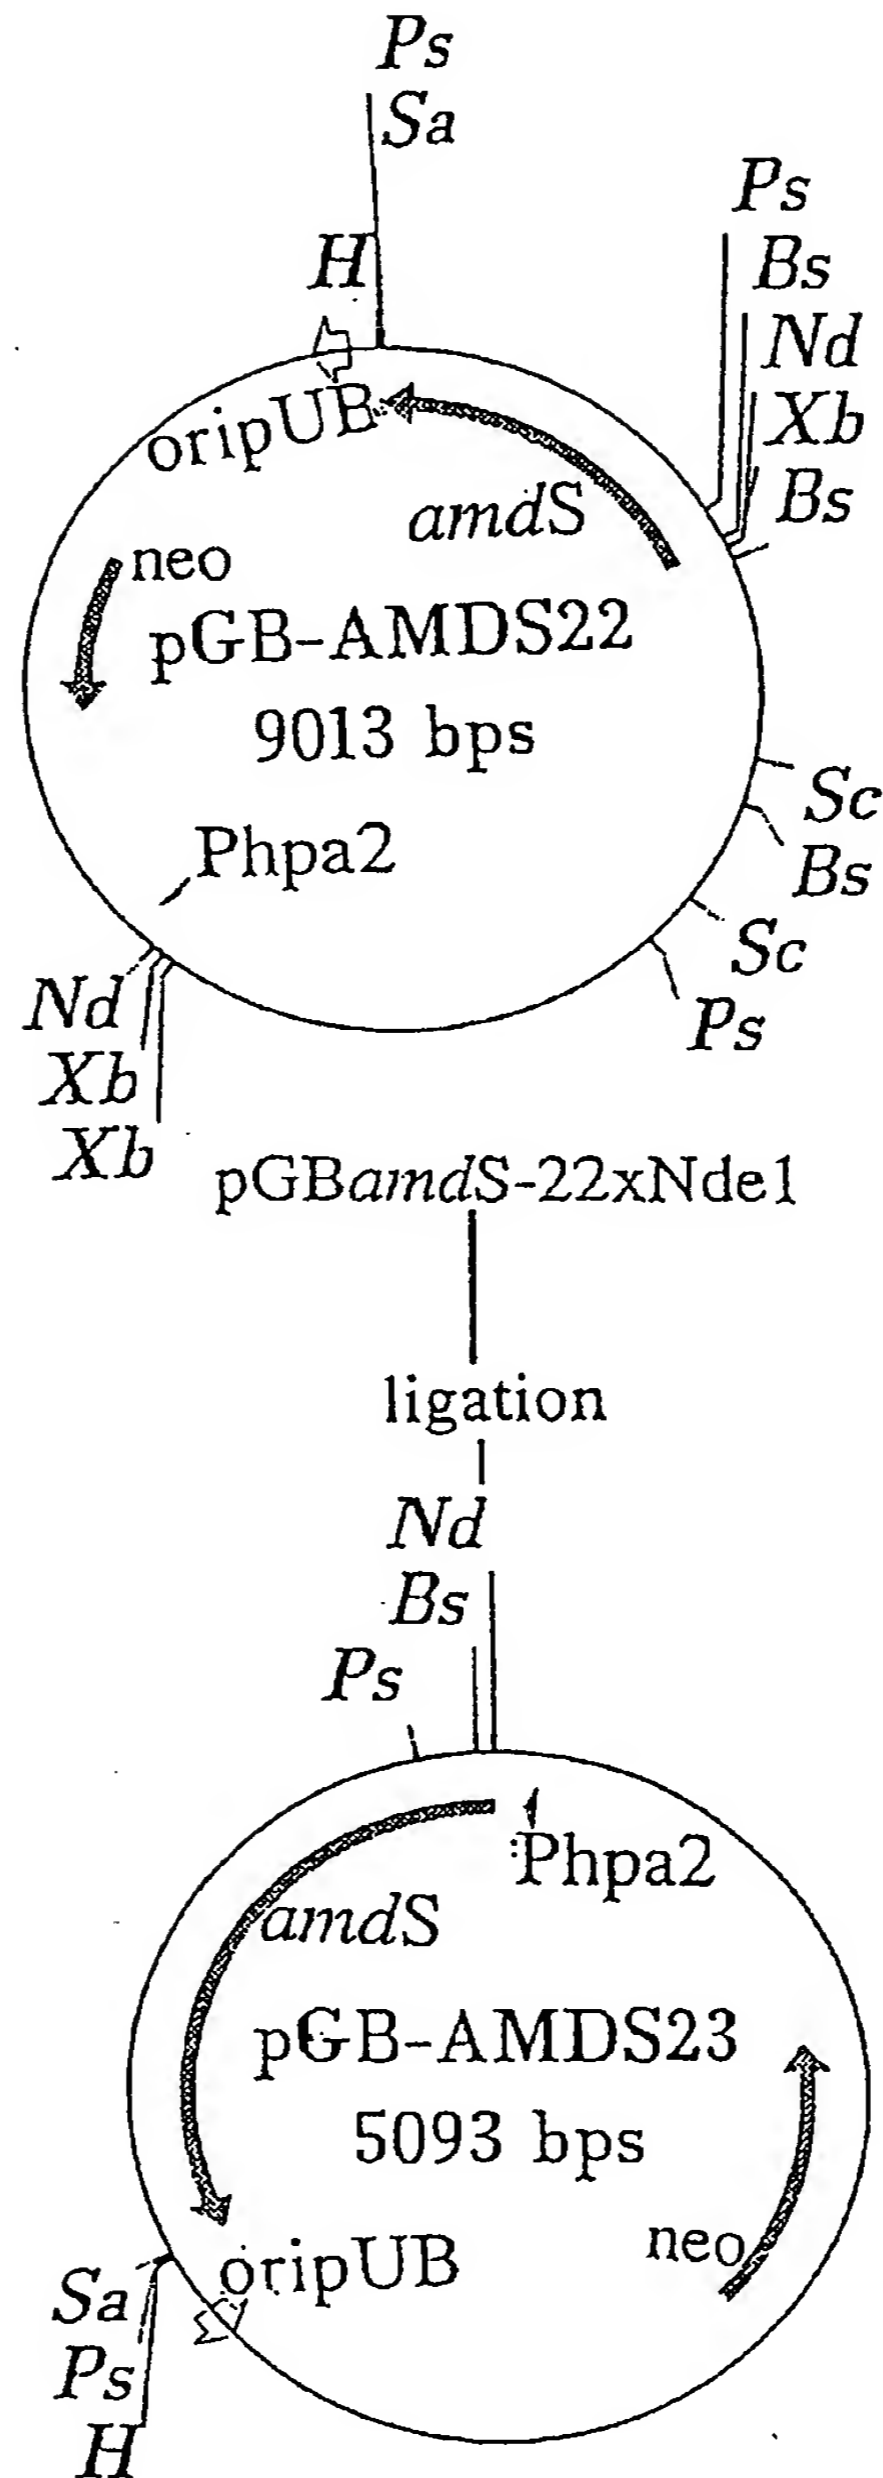 Ps
Sa
H
Ps
Bs
Nd
Xb
Bs
oripUB
amdS
neo
pGB-AMDS22
9013 bps
Sc
Bs
Phpa2
Sc
Ps
Nd
Xb
Xb
pGBamdS-22xNde1
ligation
Nd
Bs
Ps
Phpa2
amdS
pGB-AMDS23
5093 bps
neo
oripUB
Sa
Ps
H